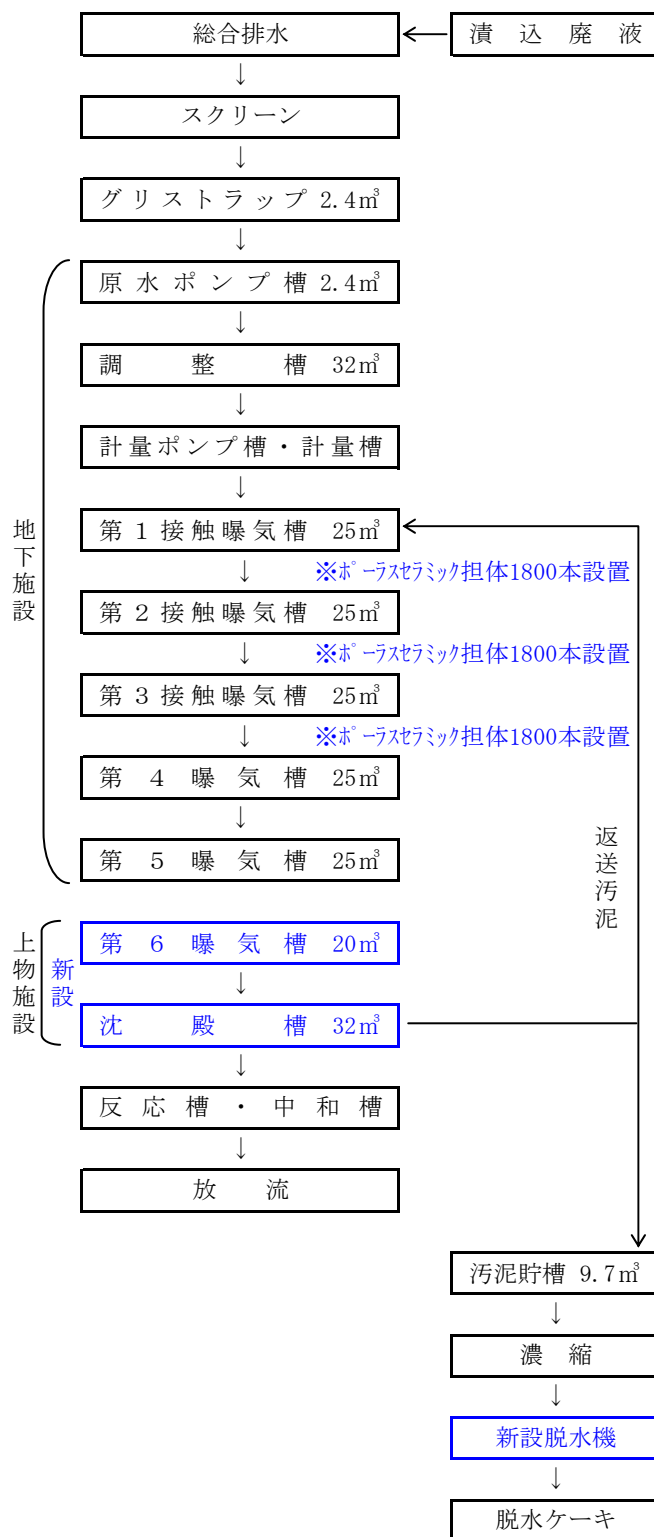 総合排水
漬込廃液
↓
スクリーン
↓
グリストラップ 2.4㎥
↓
原水ポンプ槽 2.4㎥
↓
調整槽 32㎥
↓
計量ポンプ槽・計量槽
↓
第1接触曝気槽 25㎥
↓ ※ﾎﾟｰﾗｽｾﾗﾐｯｸ担体1800本設置
第2接触曝気槽 25㎥
↓ ※ﾎﾟｰﾗｽｾﾗﾐｯｸ担体1800本設置
第3接触曝気槽 25㎥
↓ ※ﾎﾟｰﾗｽｾﾗﾐｯｸ担体1800本設置
第4曝気槽 25㎥
↓
第5曝気槽 25㎥
地下施設
返送汚泥
第6曝気槽 20㎥
↓
沈殿槽 32㎥
上物施設
新設
↓
反応槽・中和槽
↓
放流
汚泥貯槽 9.7㎥
↓
濃縮
↓
新設脱水機
↓
脱水ケーキ